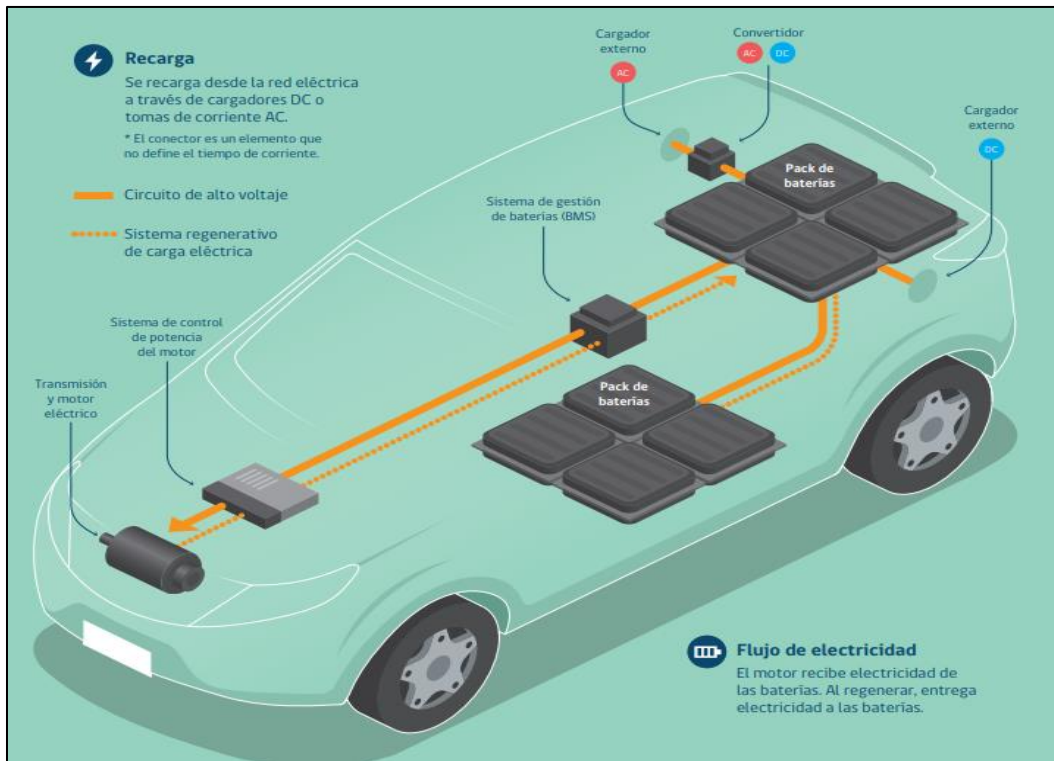 Recarga
Se recarga desde la red eléctrica
a través de cargadores DC o
tomas de corriente AC.
* El conector es un elemento que
no define el tiempo de corriente.
Circuito de alto voltaje
Sistema regenerativo
de carga eléctrica
Cargador
externo
AC
Convertidor
AC DC
Cargador
externo
DC
Pack de
baterías
Sistema de gestión
de baterías (BMS)
Sistema de control
de potencia
del motor
Transmisión
y motor
eléctrico
Pack de
baterías
Flujo de electricidad
El motor recibe electricidad de
las baterías. Al regenerar, entrega
electricidad a las baterías.